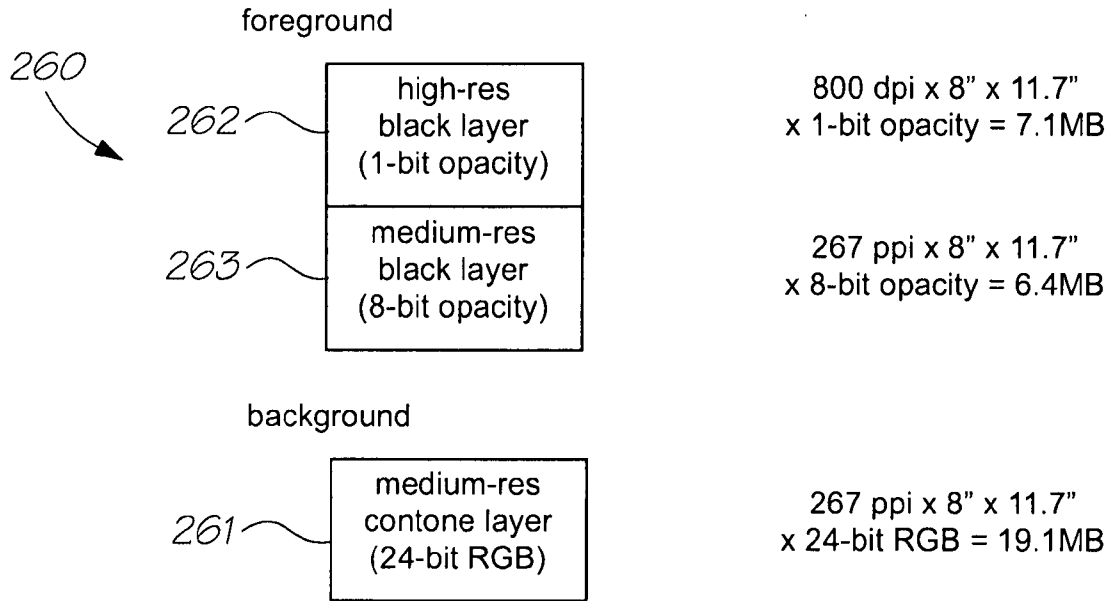 foreground
260
262
high-res
black layer
(1-bit opacity)
800 dpi x 8" x 11.7"
x 1-bit opacity = 7.1MB
263
medium-res
black layer
(8-bit opacity)
267 ppi x 8" x 11.7"
x 8-bit opacity = 6.4MB
background
261
medium-res
contone layer
(24-bit RGB)
267 ppi x 8" x 11.7"
x 24-bit RGB = 19.1MB